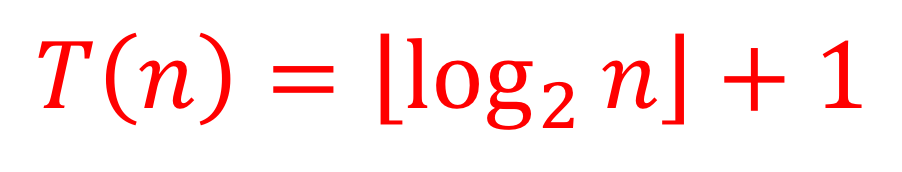 T(n) = ⌊log₂ n⌋ + 1